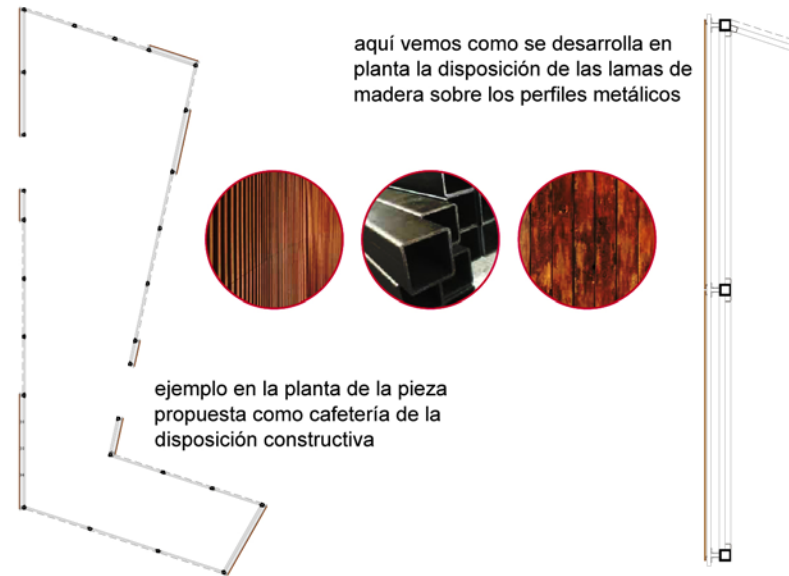 aquí vemos como se desarrolla en
planta la disposición de las lamas de
madera sobre los perfiles metálicos
ejemplo en la planta de la pieza
propuesta como cafetería de la
disposición constructiva